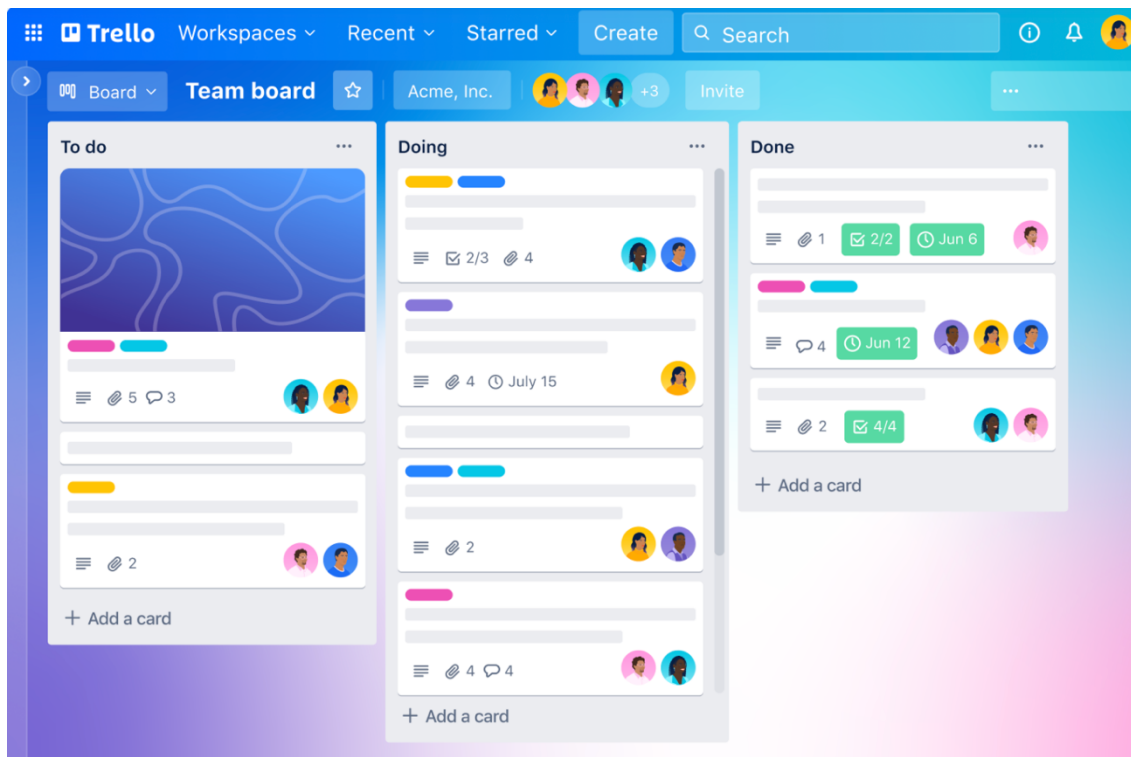 Trello Workspaces Recent Starred Create Search
Board Team board Acme, Inc. +3 Invite
To do
5 3
2
+ Add a card
Doing
2/3 4
4 July 15
2
4 4
+ Add a card
Done
1 2/2 Jun 6
4 Jun 12
2 4/4
+ Add a card